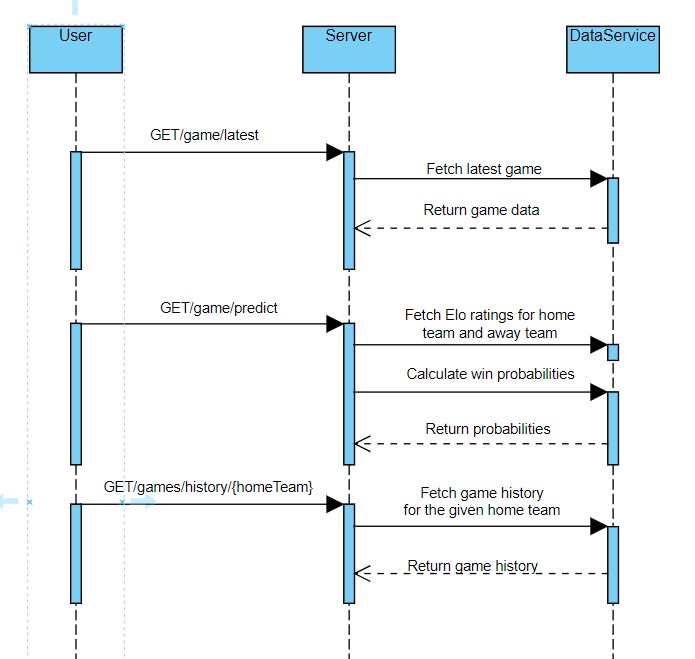 User
Server
DataService
GET/game/latest
Fetch latest game
Return game data
GET/game/predict
Fetch Elo ratings for home
team and away team
Calculate win probabilities
Return probabilities
GET/games/history/{homeTeam}
Fetch game history
for the given home team
Return game history